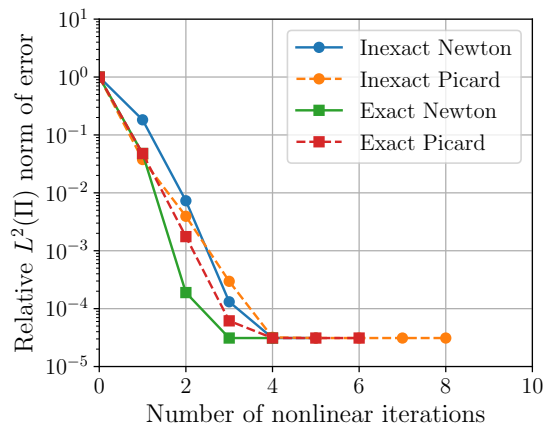 10^1
10^0
10^−1
10^−2
10^−3
10^−4
10^−5
Relative L^2(Π) norm of error
Inexact Newton
Inexact Picard
Exact Newton
Exact Picard
0 2 4 6 8 10
Number of nonlinear iterations